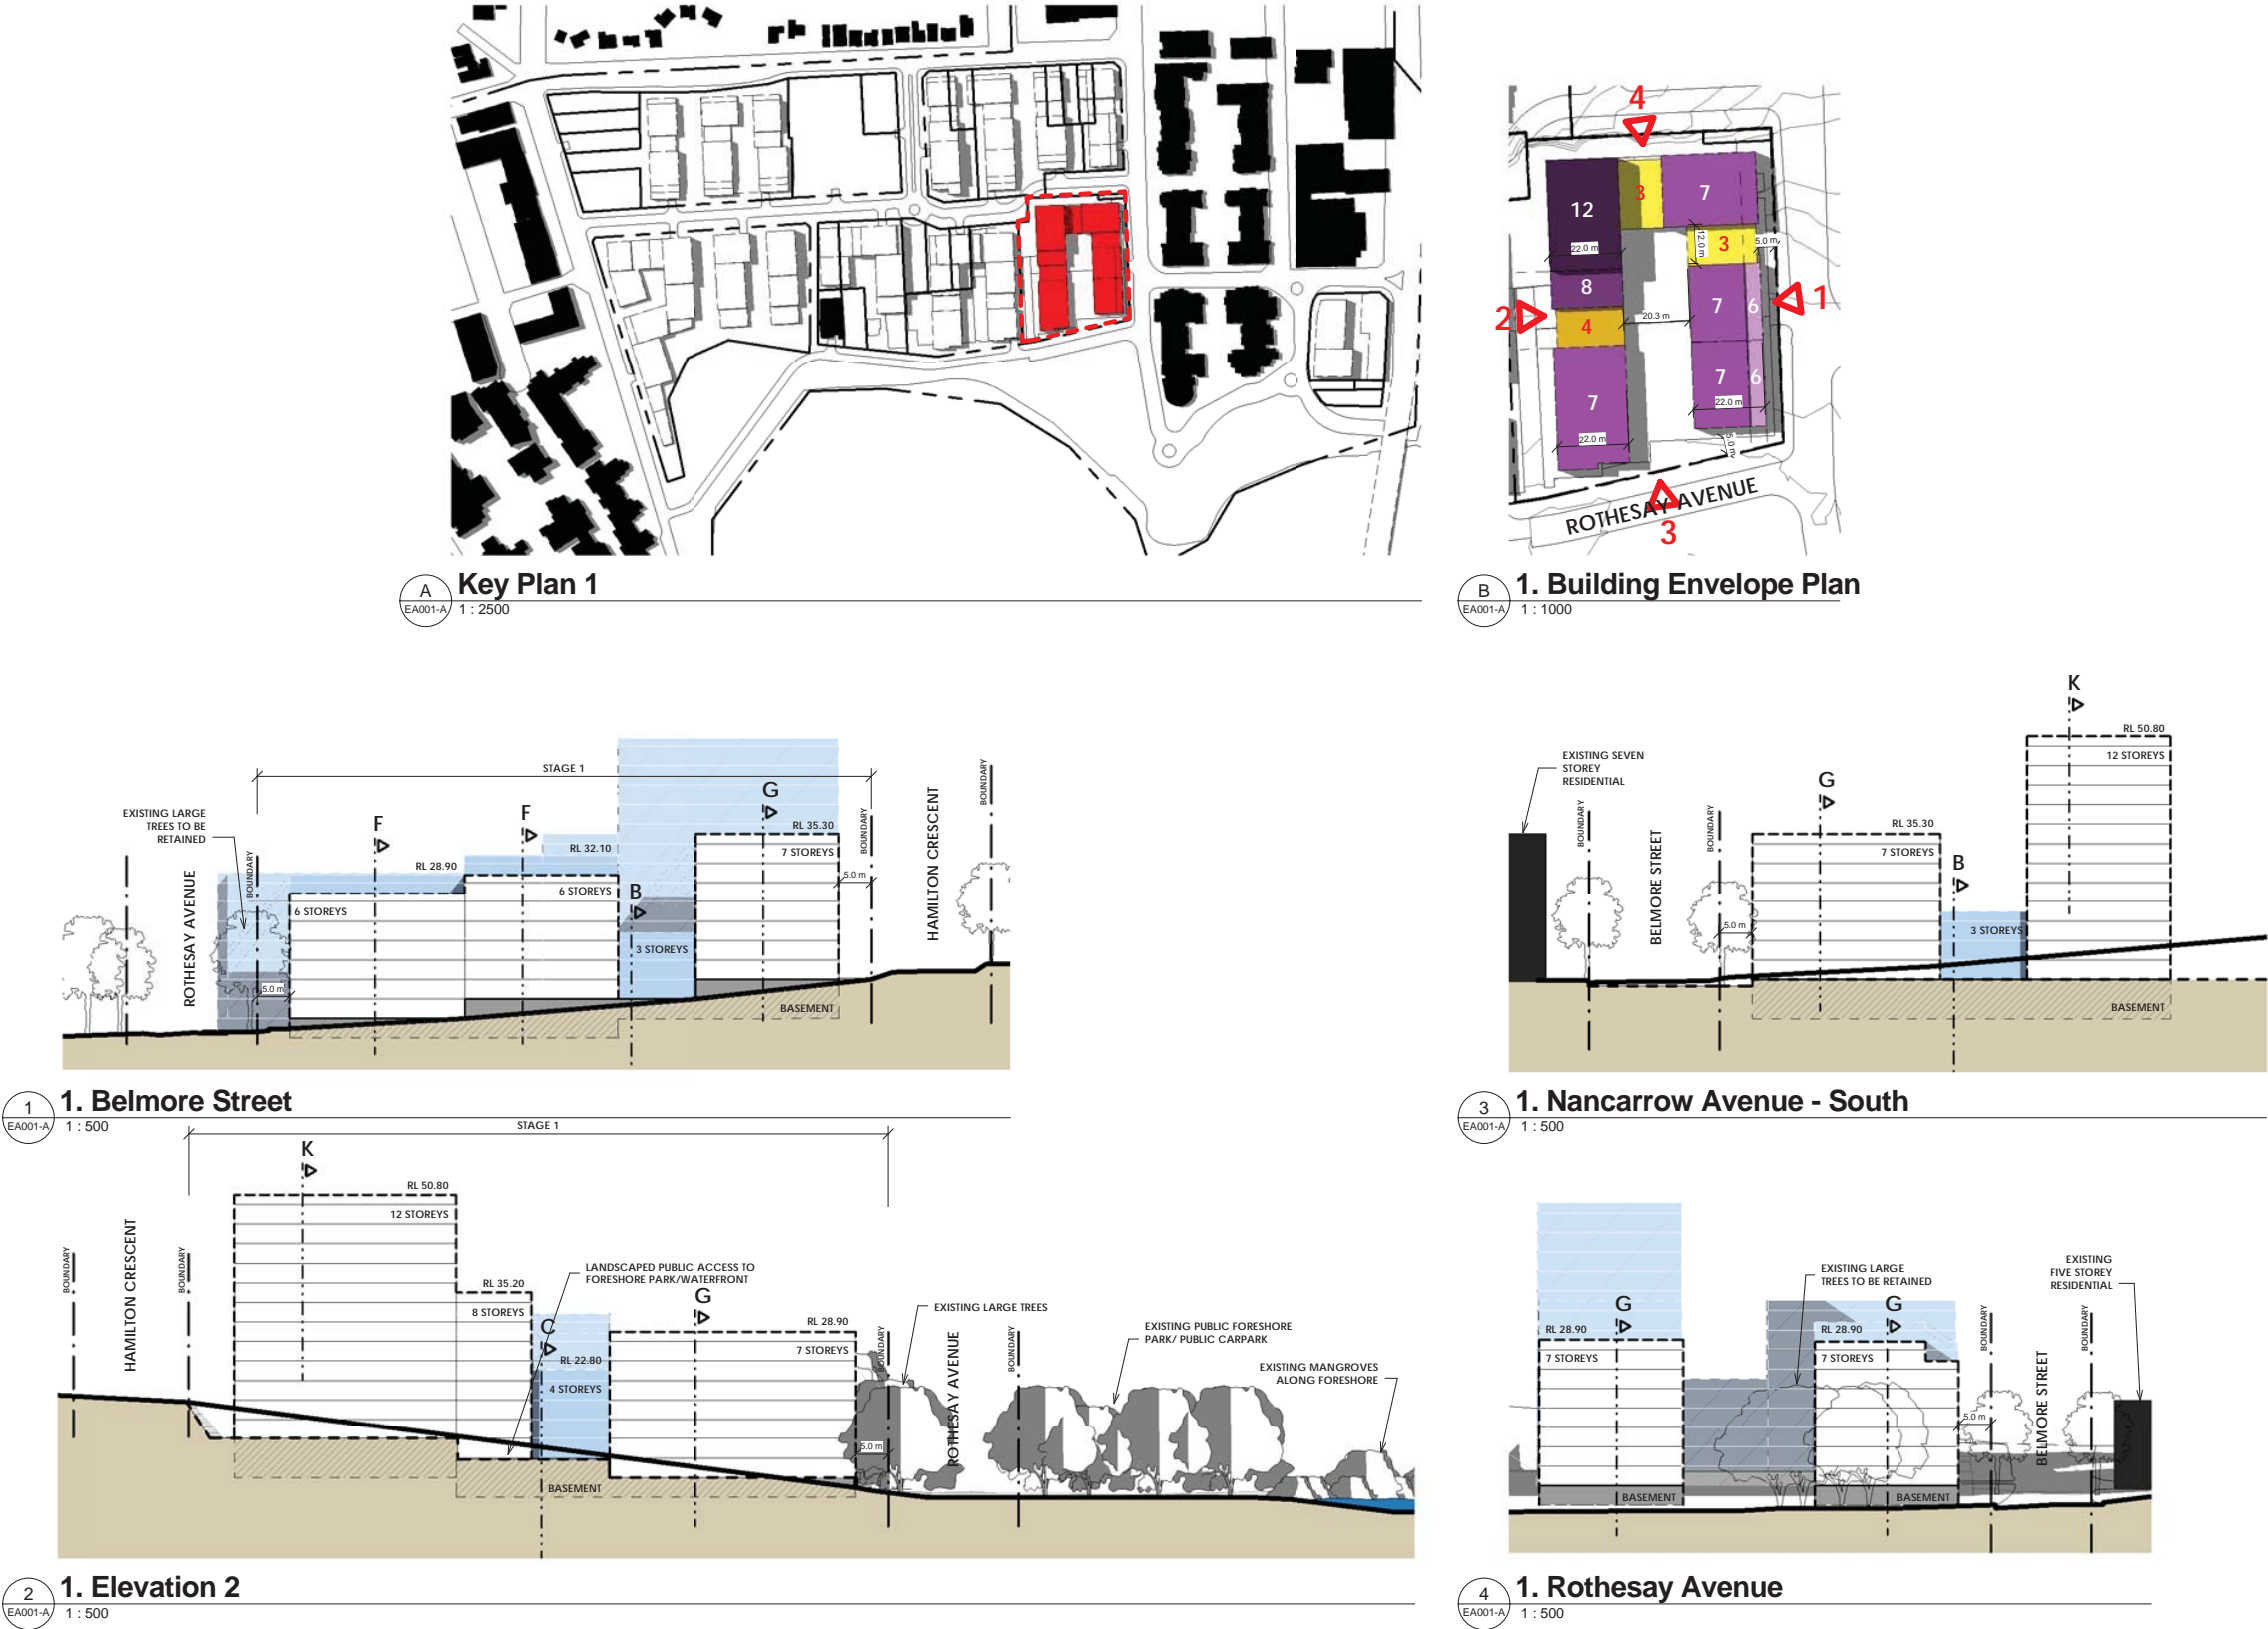 4
12
3
7
22.0 m
12.0 m
3
5.0 m
8
7
6
1
2
4
20.3 m
7
6
7
22.0 m
22.0 m
5.0 m
ROTHESAY AVENUE
3
A
EA001-A
Key Plan 1
1 : 2500
B
EA001-A
1. Building Envelope Plan
1 : 1000
STAGE 1
EXISTING LARGE
TREES TO BE
RETAINED
BOUNDARY
ROTHESAY AVENUE
F
F
G
B
RL 28.90
RL 32.10
RL 35.30
6 STOREYS
6 STOREYS
3 STOREYS
7 STOREYS
5.0 m
5.0 m
BOUNDARY
HAMILTON CRESCENT
BOUNDARY
BASEMENT
1
EA001-A
1. Belmore Street
1 : 500
EXISTING SEVEN
STOREY
RESIDENTIAL
BOUNDARY
BELMORE STREET
BOUNDARY
5.0 m
G
RL 35.30
7 STOREYS
B
3 STOREYS
K
RL 50.80
12 STOREYS
BASEMENT
3
EA001-A
1. Nancarrow Avenue - South
1 : 500
STAGE 1
BOUNDARY
HAMILTON CRESCENT
BOUNDARY
K
RL 50.80
12 STOREYS
RL 35.20
8 STOREYS
LANDSCAPED PUBLIC ACCESS TO
FORESHORE PARK/WATERFRONT
C
RL 22.80
4 STOREYS
G
RL 28.90
7 STOREYS
BASEMENT
BOUNDARY
5.0 m
EXISTING LARGE TREES
ROTHESAY AVENUE
BOUNDARY
EXISTING PUBLIC FORESHORE
PARK/ PUBLIC CARPARK
EXISTING MANGROVES
ALONG FORESHORE
2
EA001-A
1. Elevation 2
1 : 500
G
RL 28.90
7 STOREYS
BASEMENT
EXISTING LARGE
TREES TO BE RETAINED
G
RL 28.90
7 STOREYS
BASEMENT
5.0 m
BOUNDARY
BELMORE STREET
BOUNDARY
EXISTING
FIVE STOREY
RESIDENTIAL
4
EA001-A
1. Rothesay Avenue
1 : 500